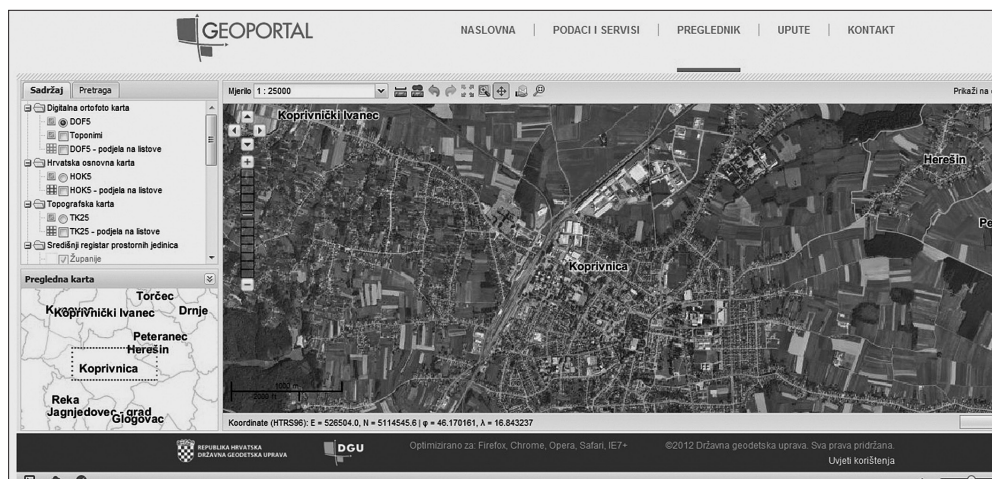 GEOPORTAL
NASLOVNA | PODACI I SERVISI | PREGLEDNIK | UPUTE | KONTAKT
Sadržaj Pretraga
Mjerilo 1 : 25000
Prikaži na
Digitalna ortofoto karta
DOF5
Toponimi
DOF5 - podjela na listove
Hrvatska osnovna karta
HOK5
HOK5 - podjela na listove
Topografska karta
TK25
TK25 - podjela na listove
Središnji registar prostornih jedinica
Županije
Koprivnički Ivanec
Herešin
Pe
Koprivnica
1000 m
2000 ft
Pregledna karta
Torčec
Koprivnički Ivanec
Drnje
Peteranec
Herešin
Koprivnica
Reka
Jagnjedovec - grad
Glogovac
Koordinate (HTRS96): E = 526504.0, N = 5114545.6 | φ = 46.170161, λ = 16.843237
REPUBLIKA HRVATSKA
DRŽAVNA GEODETSKA UPRAVA
DGU
Optimizirano za: Firefox, Chrome, Opera, Safari, IE7+
©2012 Državna geodetska uprava. Sva prava pridržana.
Uvjeti korištenja